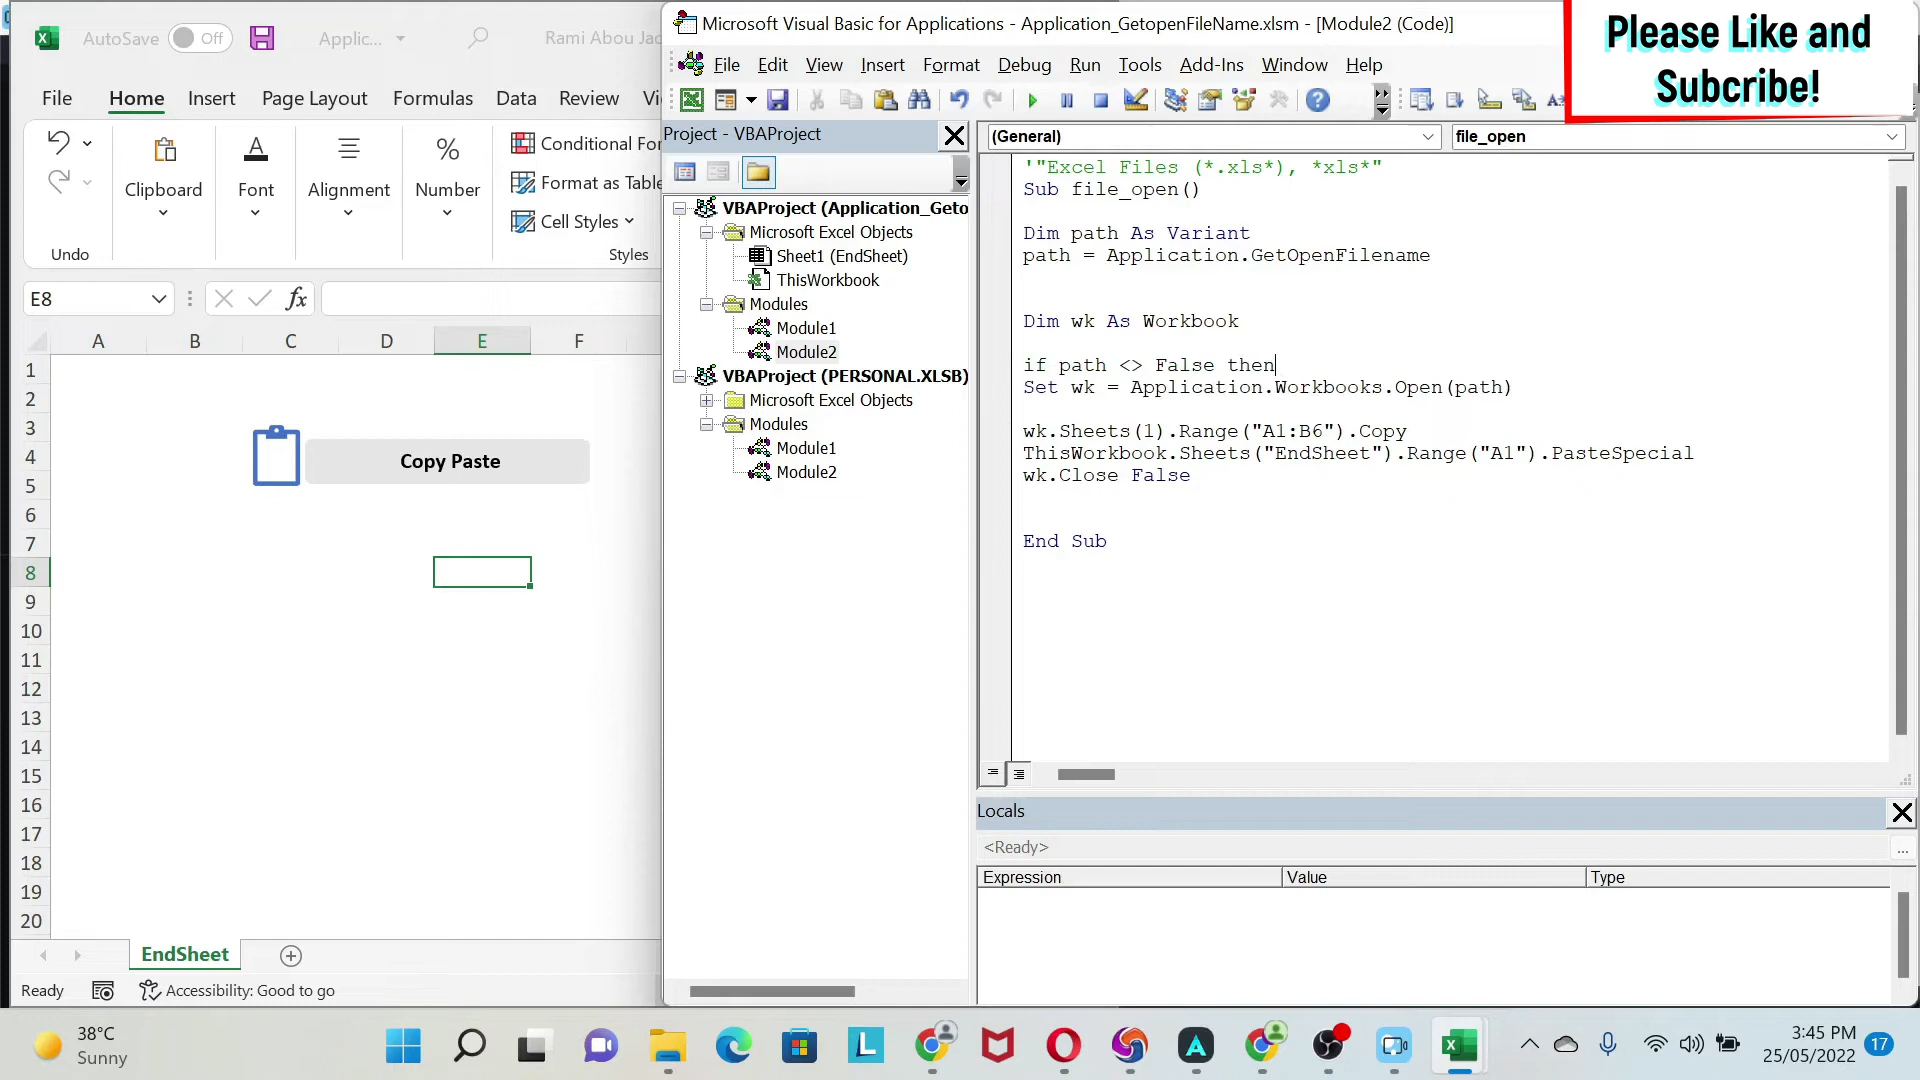 AutoSave Off Applic... Rami Abou Jao
File Home Insert Page Layout Formulas Data Review Vi
Clipboard Font Alignment Number
Conditional For
Format as Table
Cell Styles
Undo Styles
E8 fx
A B C D E F
1
2
3
4
5
6
7
8
9
10
11
12
13
14
15
16
17
18
19
20
Copy Paste
EndSheet
Ready Accessibility: Good to go
Microsoft Visual Basic for Applications - Application_GetopenFileName.xlsm - [Module2 (Code)]
File Edit View Insert Format Debug Run Tools Add-Ins Window Help
Please Like and
Subcribe!
Project - VBAProject
VBAProject (Application_Geto
Microsoft Excel Objects
Sheet1 (EndSheet)
ThisWorkbook
Modules
Module1
Module2
VBAProject (PERSONAL.XLSB)
Microsoft Excel Objects
Modules
Module1
Module2
(General) file_open
'"Excel Files (*.xls*), *xls*"
Sub file_open()
Dim path As Variant
path = Application.GetOpenFilename
Dim wk As Workbook
if path <> False then
Set wk = Application.Workbooks.Open(path)
wk.Sheets(1).Range("A1:B6").Copy
ThisWorkbook.Sheets("EndSheet").Range("A1").PasteSpecial
wk.Close False
End Sub
Locals
<Ready>
...
Expression Value Type
38°C
Sunny
3:45 PM
25/05/2022
17